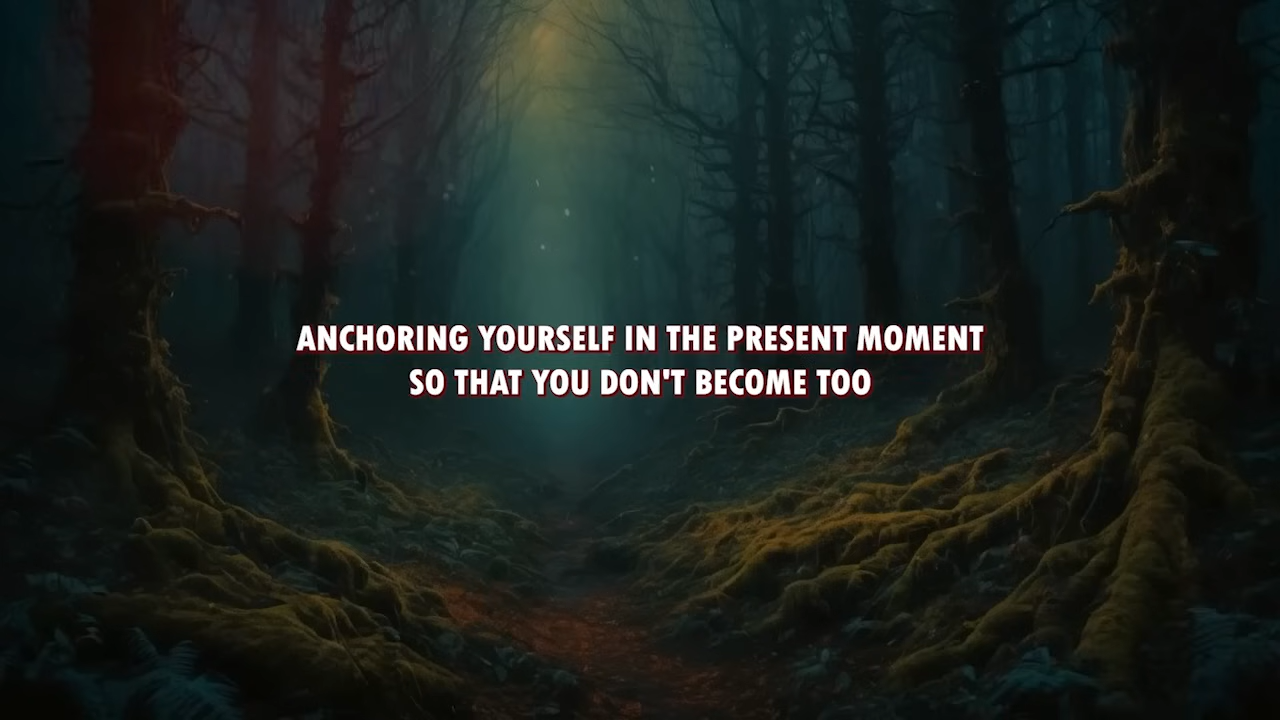 ANCHORING YOURSELF IN THE PRESENT MOMENT
SO THAT YOU DON'T BECOME TOO